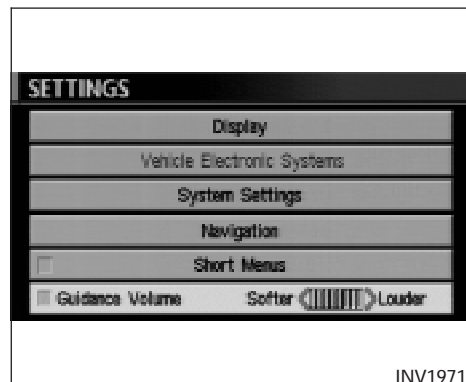 SETTINGS
Display
Vehicle Electronic Systems
System Settings
Navigation
Short Menus
Guidance Volume Softer Louder
INV1971